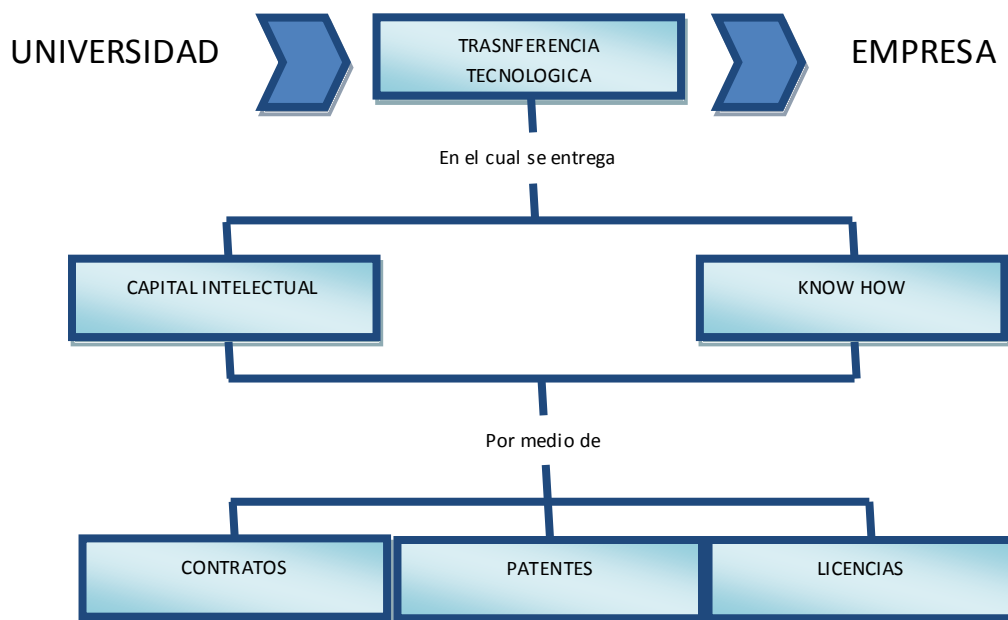 UNIVERSIDAD
TRASNFERENCIA
TECNOLOGICA
EMPRESA
En el cual se entrega
CAPITAL INTELECTUAL
KNOW HOW
Por medio de
CONTRATOS
PATENTES
LICENCIAS